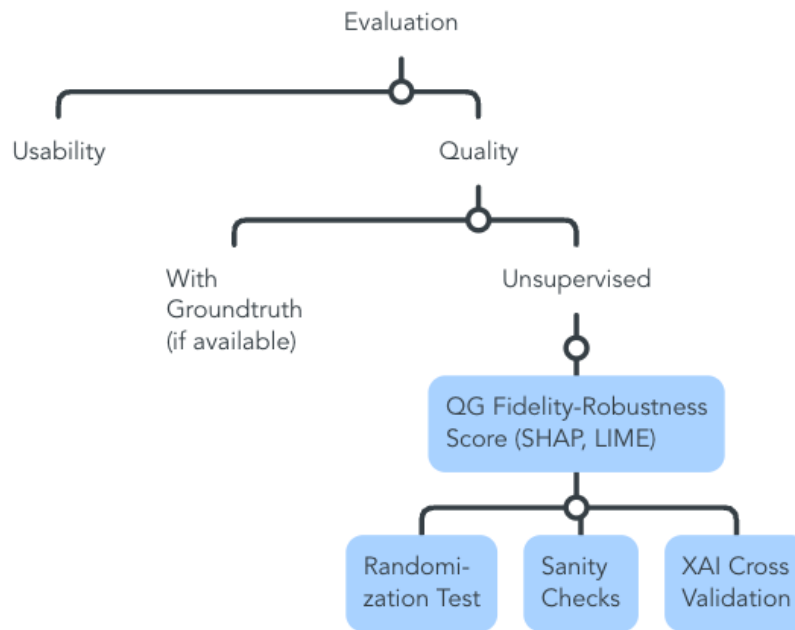 Evaluation
Usability
Quality
With
Groundtruth
(if available)
Unsupervised
QG Fidelity-Robustness
Score (SHAP, LIME)
Randomi-
zation Test
Sanity
Checks
XAI Cross
Validation